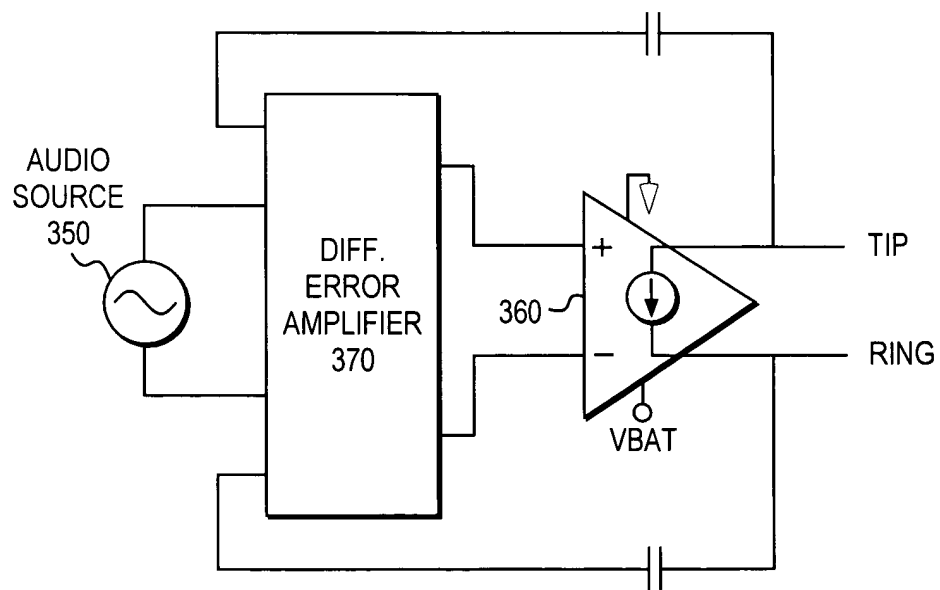 AUDIO
SOURCE
350
DIFF.
ERROR
AMPLIFIER
370
+
−
360
VBAT
TIP
RING